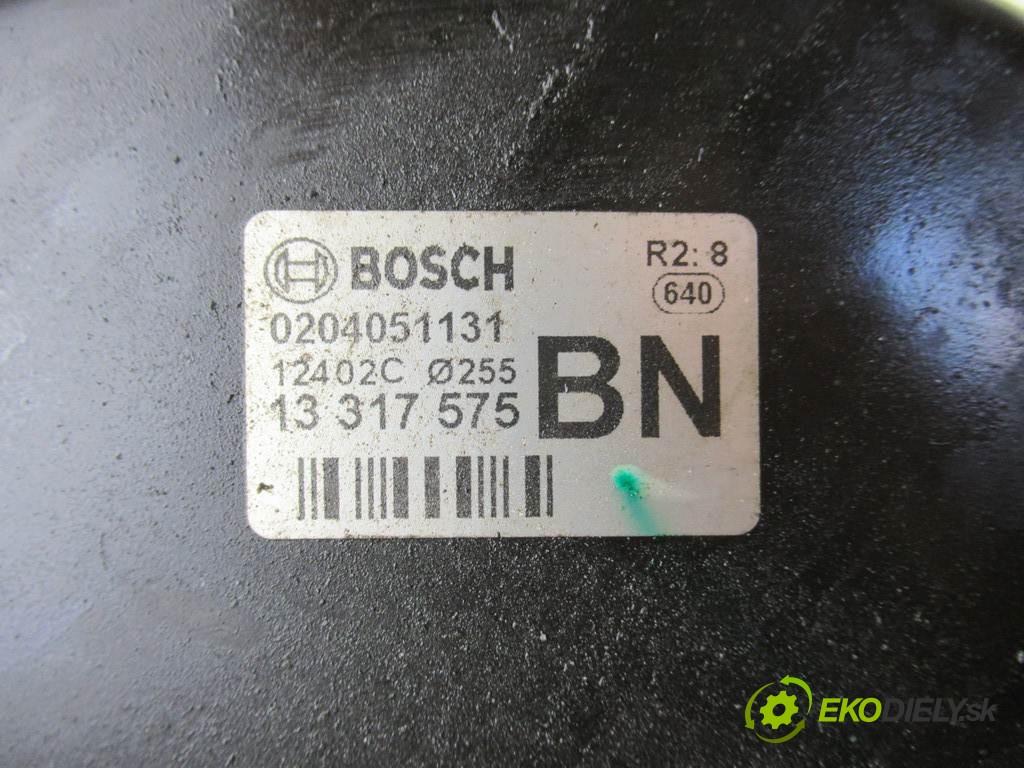 BOSCH
R2: 8
640
0204051131
12402C Ø255
13 317 575
BN
EKODIELY.sk